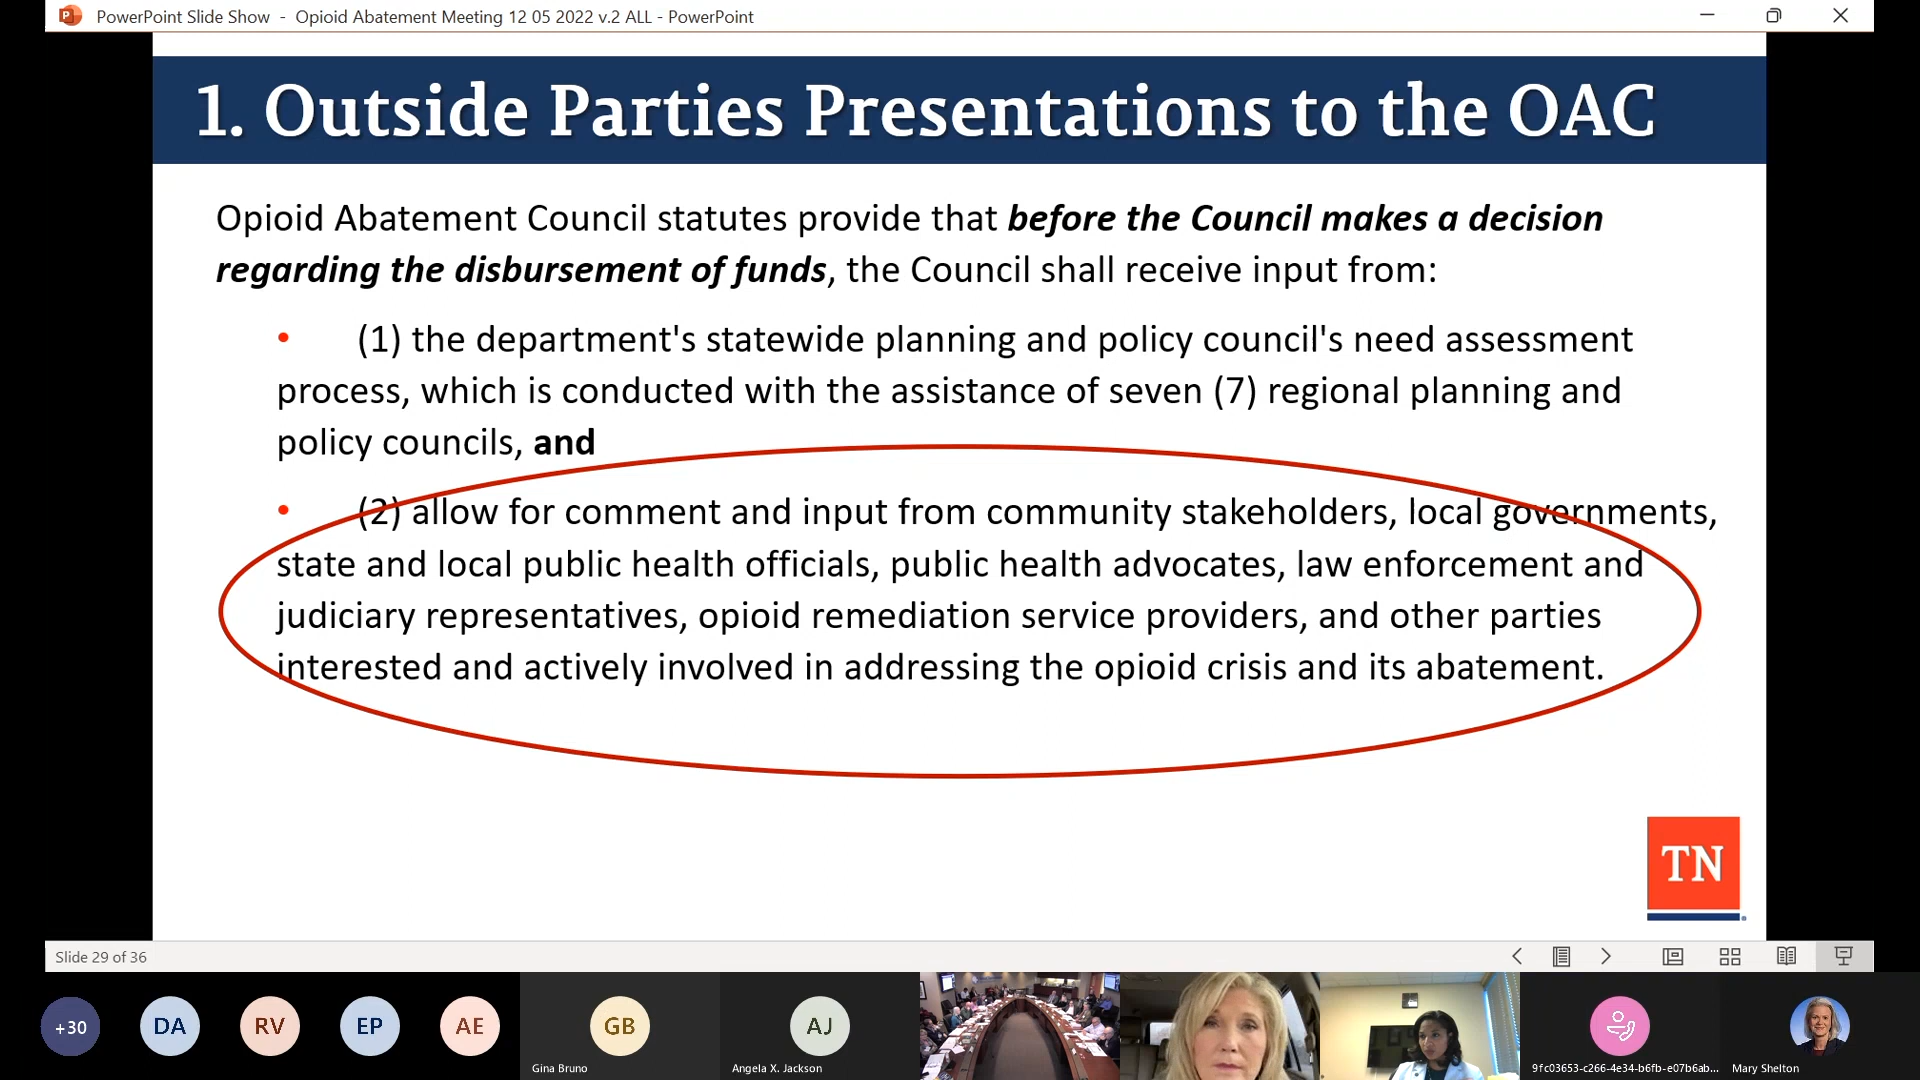 PowerPoint Slide Show - Opioid Abatement Meeting 12 05 2022 v.2 ALL - PowerPoint
1. Outside Parties Presentations to the OAC
Opioid Abatement Council statutes provide that before the Council makes a decision
regarding the disbursement of funds, the Council shall receive input from:
• (1) the department's statewide planning and policy council's need assessment
process, which is conducted with the assistance of seven (7) regional planning and
policy councils, and
• (2) allow for comment and input from community stakeholders, local governments,
state and local public health officials, public health advocates, law enforcement and
judiciary representatives, opioid remediation service providers, and other parties
interested and actively involved in addressing the opioid crisis and its abatement.
TN
Slide 29 of 36
+30
DA
RV
EP
AE
GB
AJ
Gina Bruno
Angela X. Jackson
9fc03653-c266-4e34-b6fb-e07b6ab...
Mary Shelton